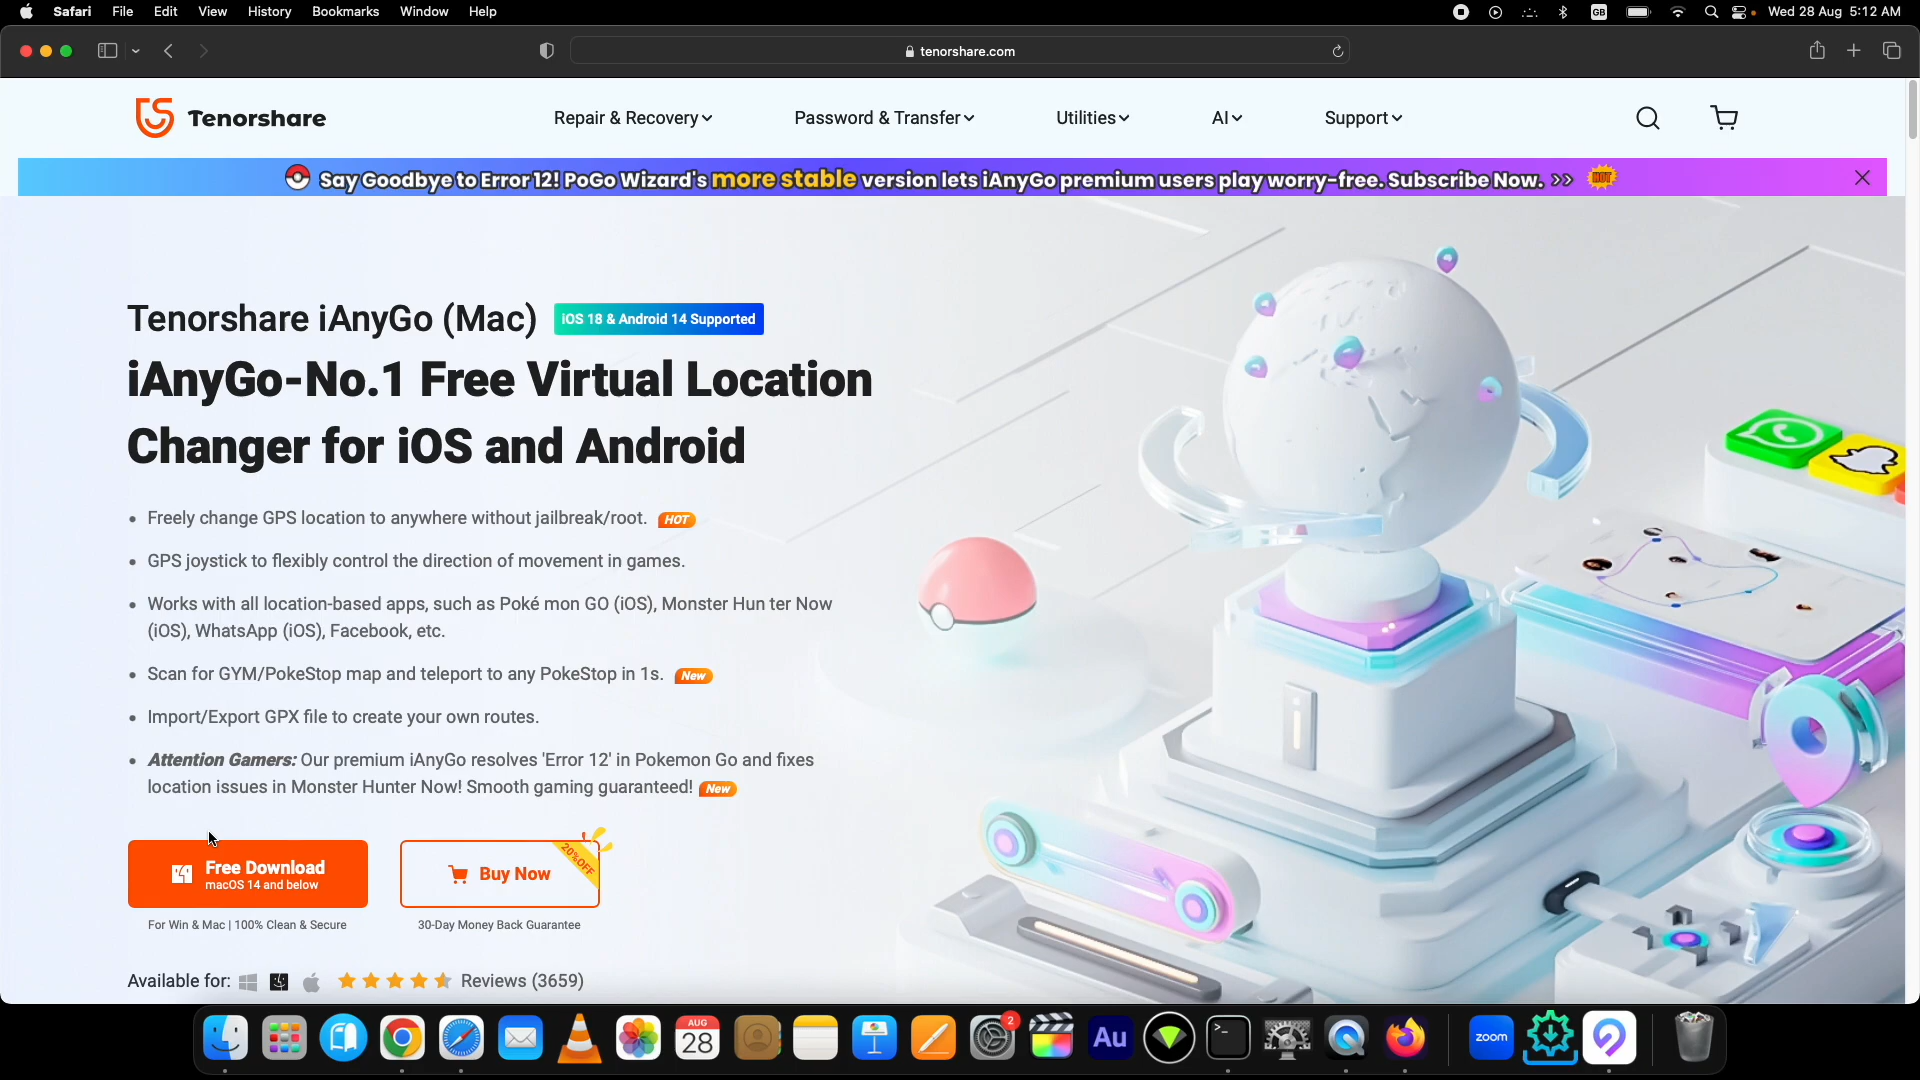 Safari File Edit View History Bookmarks Window Help GB Wed 28 Aug 5:12 AM
tenorshare.com
Tenorshare Repair & Recovery Password & Transfer Utilities AI Support
Say Goodbye to Error 12! PoGo Wizard's more stable version lets iAnyGo premium users play worry-free. Subscribe Now. >> HOT
Tenorshare iAnyGo (Mac) iOS 18 & Android 14 Supported
iAnyGo-No.1 Free Virtual Location
Changer for iOS and Android
• Freely change GPS location to anywhere without jailbreak/root. HOT
• GPS joystick to flexibly control the direction of movement in games.
• Works with all location-based apps, such as Poké mon GO (iOS), Monster Hun ter Now
(iOS), WhatsApp (iOS), Facebook, etc.
• Scan for GYM/PokeStop map and teleport to any PokeStop in 1s. New
• Import/Export GPX file to create your own routes.
• Attention Gamers: Our premium iAnyGo resolves 'Error 12' in Pokemon Go and fixes
location issues in Monster Hunter Now! Smooth gaming guaranteed! New
Free Download
macOS 14 and below
Buy Now
20%OFF
For Win & Mac | 100% Clean & Secure
30-Day Money Back Guarantee
Available for: Reviews (3659)
AUG
28
2
Au
zoom